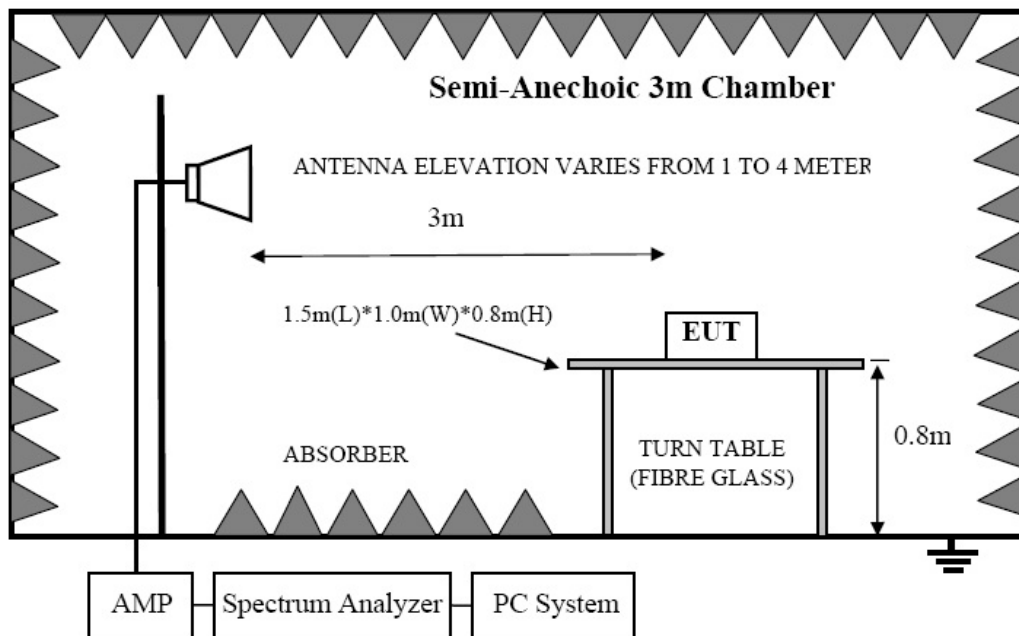 Semi-Anechoic 3m Chamber
ANTENNA ELEVATION VARIES FROM 1 TO 4 METER
3m
1.5m(L)*1.0m(W)*0.8m(H)
EUT
0.8m
ABSORBER
TURN TABLE
(FIBRE GLASS)
AMP
Spectrum Analyzer
PC System